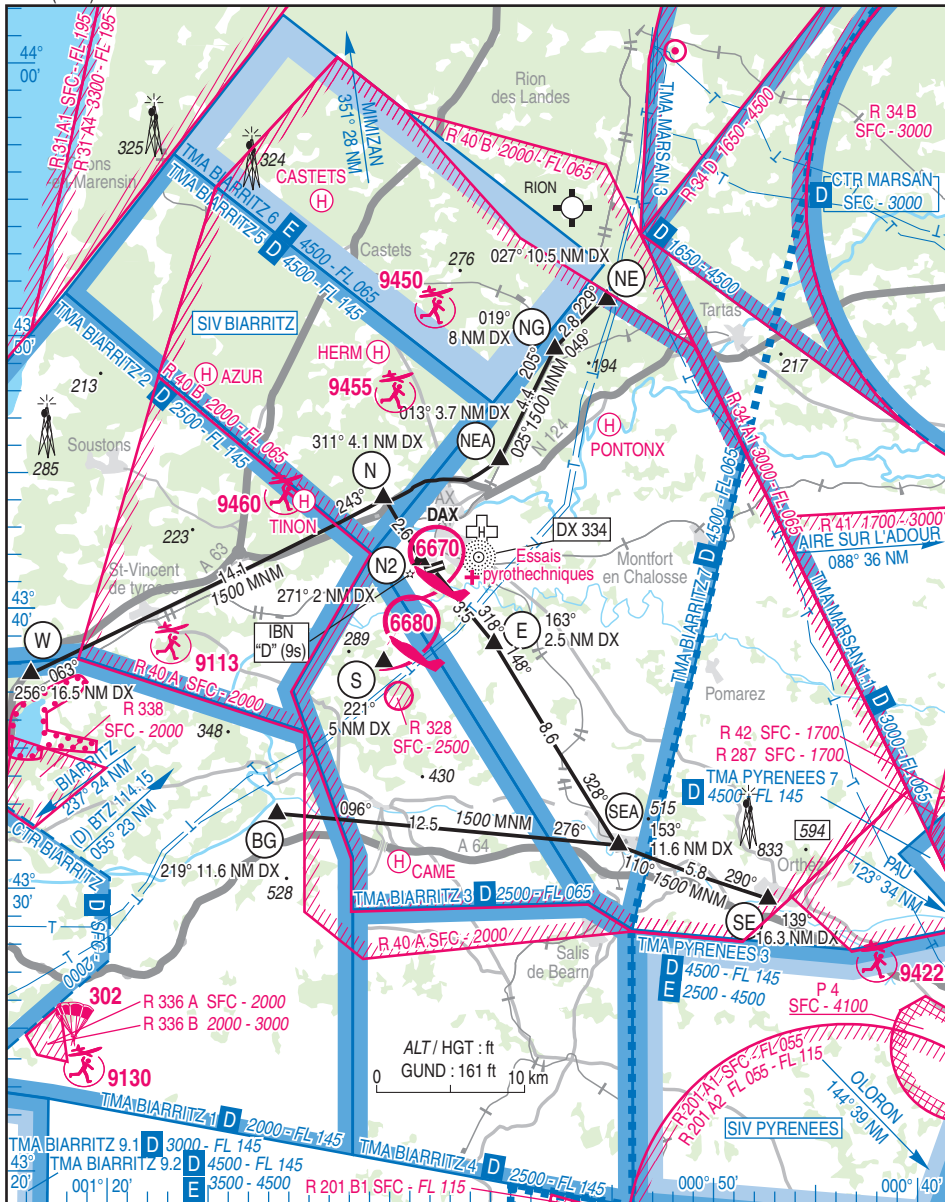 44°
00'
R 31 A1 SFC - FL 195
R 31 A4 3300 - FL 195
325
324
CASTETS
H
MIMIZAN
351° 28 NM
Rion
des Landes
R 40 B 2000 - FL 065
TMA MARSAN 3
R 34 D 1650 - 4500
R 34 B
SFC - 3000
D
CTR MARSAN
SFC - 3000
en-Marensin
TMA BIARRITZ 6 E 4500 - FL 065
TMA BIARRITZ 5 D 4500 - FL 145
RION
Castets
276
027° 10.5 NM DX
NE
D 1650-4500
9450
SIV BIARRITZ
43°
50'
019°
8 NM DX
NG
2.8 229°
049°
Tartas
217
194
TMA BIARRITZ 2 D 2500 - FL 145
R 40 B 2000 - FL 065
HERM H
H AZUR
9455
213
285
Soustons
013° 3.7 NM DX
NEA
205°
4.4
025° 1500 MNM
N 124
H
PONTONX
311° 4.1 NM DX
N
243°
9460
H
TINON
2.6
AX
DAX
6670
H
DX 334
Essais
pyrothechniques
Montfort
en Chalosse
R 34 A1 3000 - FL 065
R 41 1700 - 3000
AIRE SUR L'ADOUR
088° 36 NM
223
A 63
St-Vincent
de tyrosse
14.1
1500 MNM
N2
271° 2 NM DX
6680
3.5
318°
148°
E
163°
2.5 NM DX
43°
40'
W
063°
256° 16.5 NM DX
9113
IBN
"D" (9s)
289
S
221°
5 NM DX
R 328
SFC - 2500
R 40 A SFC - 2000
R 338
SFC - 2000
348
430
8.6
328°
TMA BIARRITZ 7 D 4500 - FL 065
Pomarez
TMA MARSAN 1.1 D 3000 - FL 065
R 42 SFC - 1700
R 287 SFC - 1700
TMA PYRENEES 7
D 4500 - FL 145
BIARRITZ
237° 24 NM
(D) BTZ 114.15
055° 23 NM
CTR BIARRITZ D SFC - 2000
BG
096°
12.5
1500 MNM
276°
A 64
219° 11.6 NM DX
528
H
CAME
SEA
515
153°
11.6 NM DX
110°
1500 MNM
5.8
290°
833
594
Orthez
SE
139°
16.3 NM DX
PAU
123° 34 NM
43°
30'
TMA BIARRITZ 3 D 2500 - FL 065
R 40 A SFC - 2000
Salis
de Bearn
TMA PYRENEES 3
D 4500 - FL 145
E 2500 - 4500
9422
P 4
SFC - 4100
302
R 336 A SFC - 2000
R 336 B 2000 - 3000
9130
ALT / HGT : ft
GUND : 161 ft
0 10 km
R 201 A1 SFC - FL 055
R 201 A2 FL 055 - FL 115
OLORON
144° 39 NM
SIV PYRENEES
TMA BIARRITZ 1 D 2000 - FL 145
TMA BIARRITZ 4 D 2500 - FL 145
TMA BIARRITZ 9.1 D 3000 - FL 145
TMA BIARRITZ 9.2 D 4500 - FL 145
E 3500 - 4500
R 201 B1 SFC - FL 115
43°
20'
001° 20'
000° 50'
000° 40'